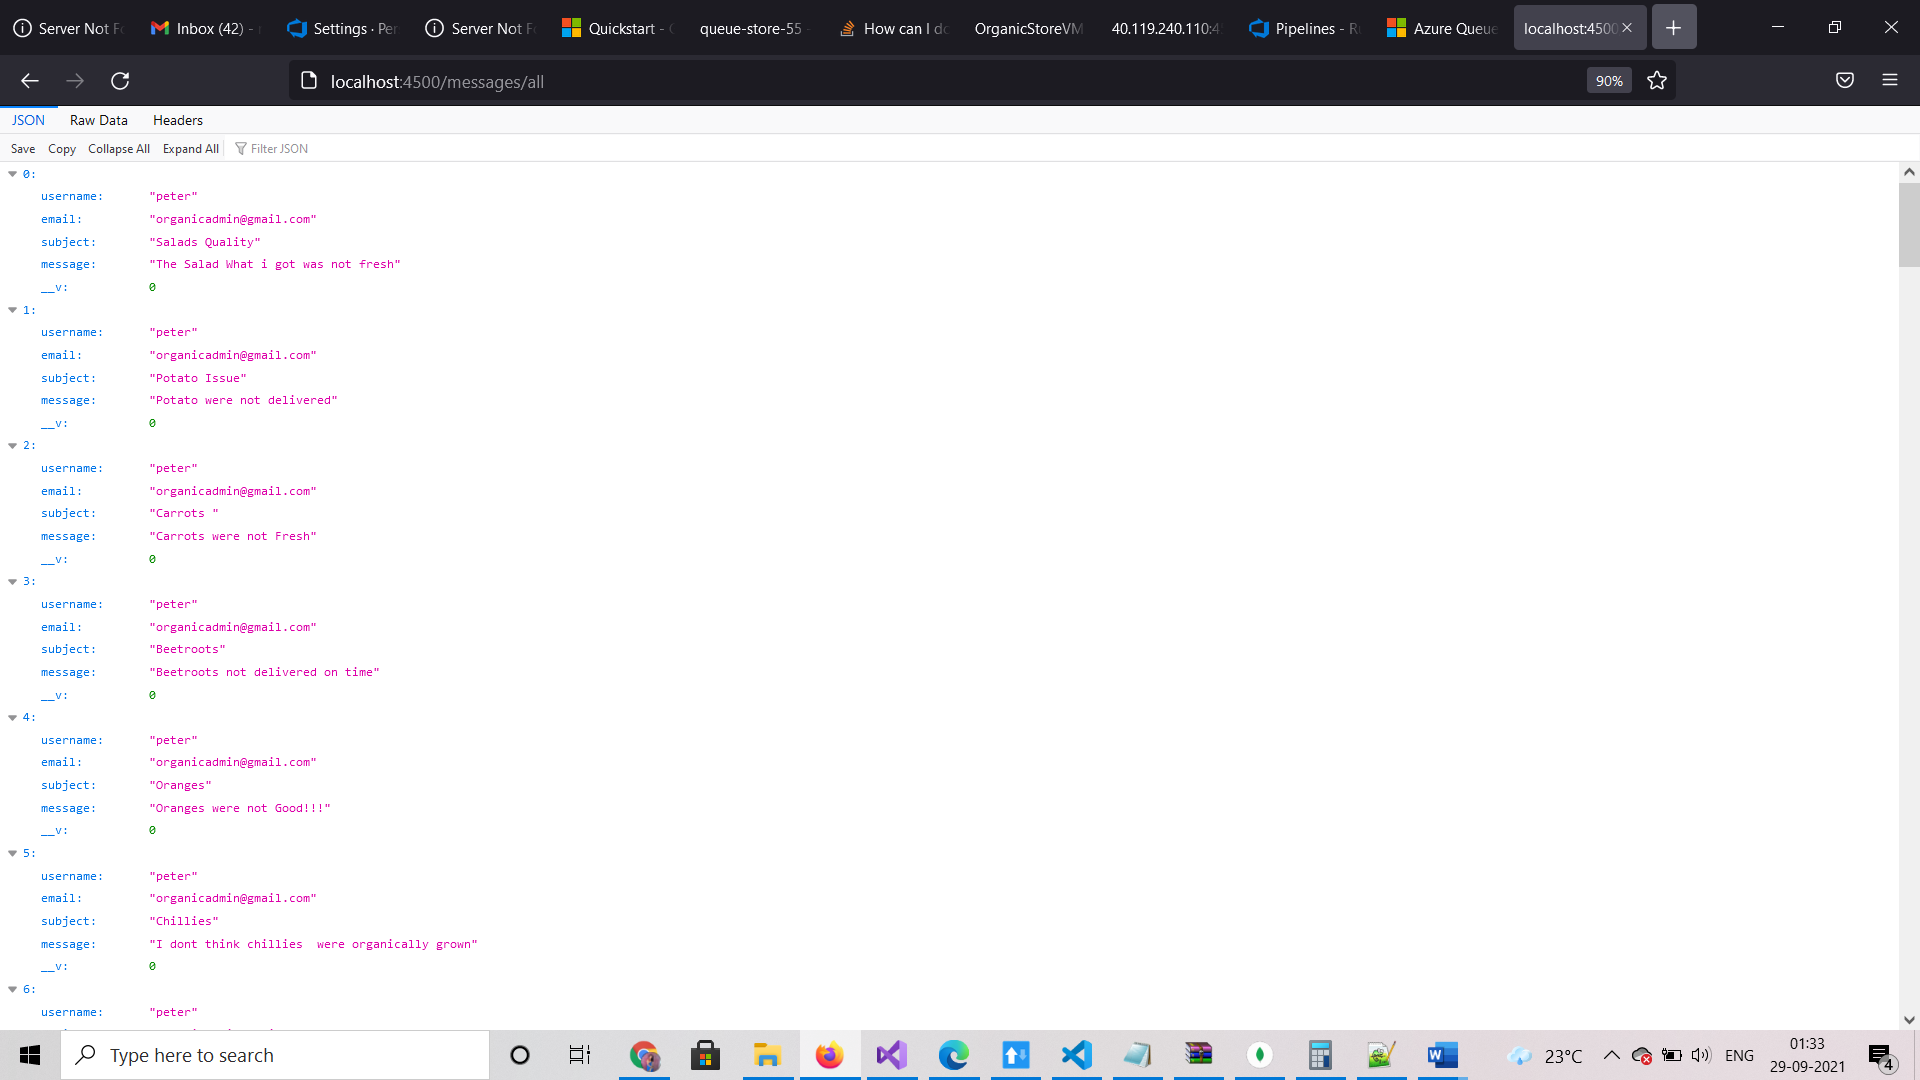 Server Not Fo
Inbox (42) -
Settings · Per
Server Not Fo
Quickstart -
queue-store-55 -
How can I do
OrganicStoreVM
40.119.240.110:45
Pipelines - Ru
Azure Queue
localhost:4500
localhost:4500/messages/all
90%
JSON Raw Data Headers
Save Copy Collapse All Expand All Filter JSON
0:
username: "peter"
email: "organicadmin@gmail.com"
subject: "Salads Quality"
message: "The Salad What i got was not fresh"
__v: 0
1:
username: "peter"
email: "organicadmin@gmail.com"
subject: "Potato Issue"
message: "Potato were not delivered"
__v: 0
2:
username: "peter"
email: "organicadmin@gmail.com"
subject: "Carrots "
message: "Carrots were not Fresh"
__v: 0
3:
username: "peter"
email: "organicadmin@gmail.com"
subject: "Beetroots"
message: "Beetroots not delivered on time"
__v: 0
4:
username: "peter"
email: "organicadmin@gmail.com"
subject: "Oranges"
message: "Oranges were not Good!!!"
__v: 0
5:
username: "peter"
email: "organicadmin@gmail.com"
subject: "Chillies"
message: "I dont think chillies  were organically grown"
__v: 0
6:
username: "peter"
Type here to search
23°C
ENG
01:33
29-09-2021
4